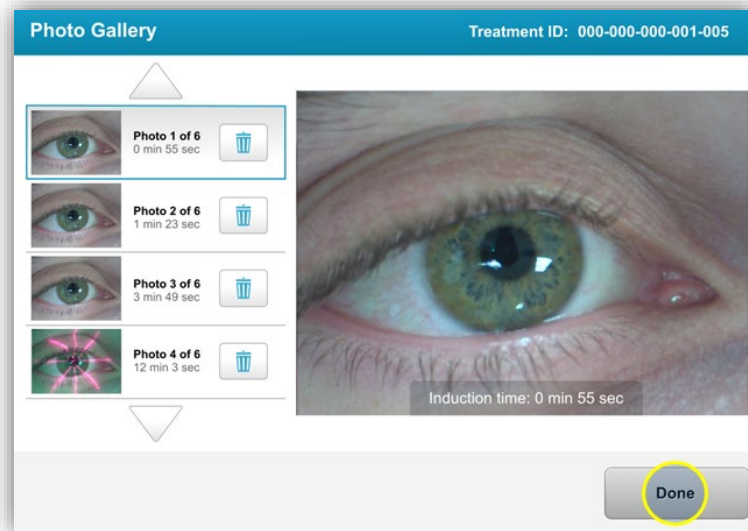 Photo Gallery
Treatment ID: 000-000-000-001-005
Photo 1 of 6
0 min 55 sec
Photo 2 of 6
1 min 23 sec
Photo 3 of 6
3 min 49 sec
Photo 4 of 6
12 min 3 sec
Induction time: 0 min 55 sec
Done